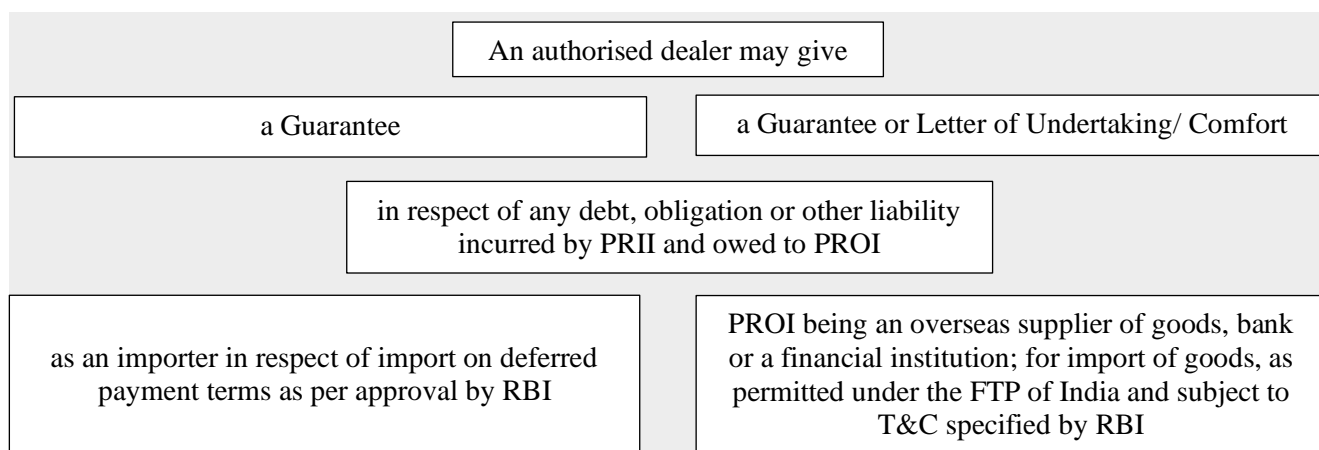 An authorised dealer may give
a Guarantee
a Guarantee or Letter of Undertaking/ Comfort
in respect of any debt, obligation or other liability
incurred by PRII and owed to PROI
as an importer in respect of import on deferred
payment terms as per approval by RBI
PROI being an overseas supplier of goods, bank
or a financial institution; for import of goods, as
permitted under the FTP of India and subject to
T&C specified by RBI